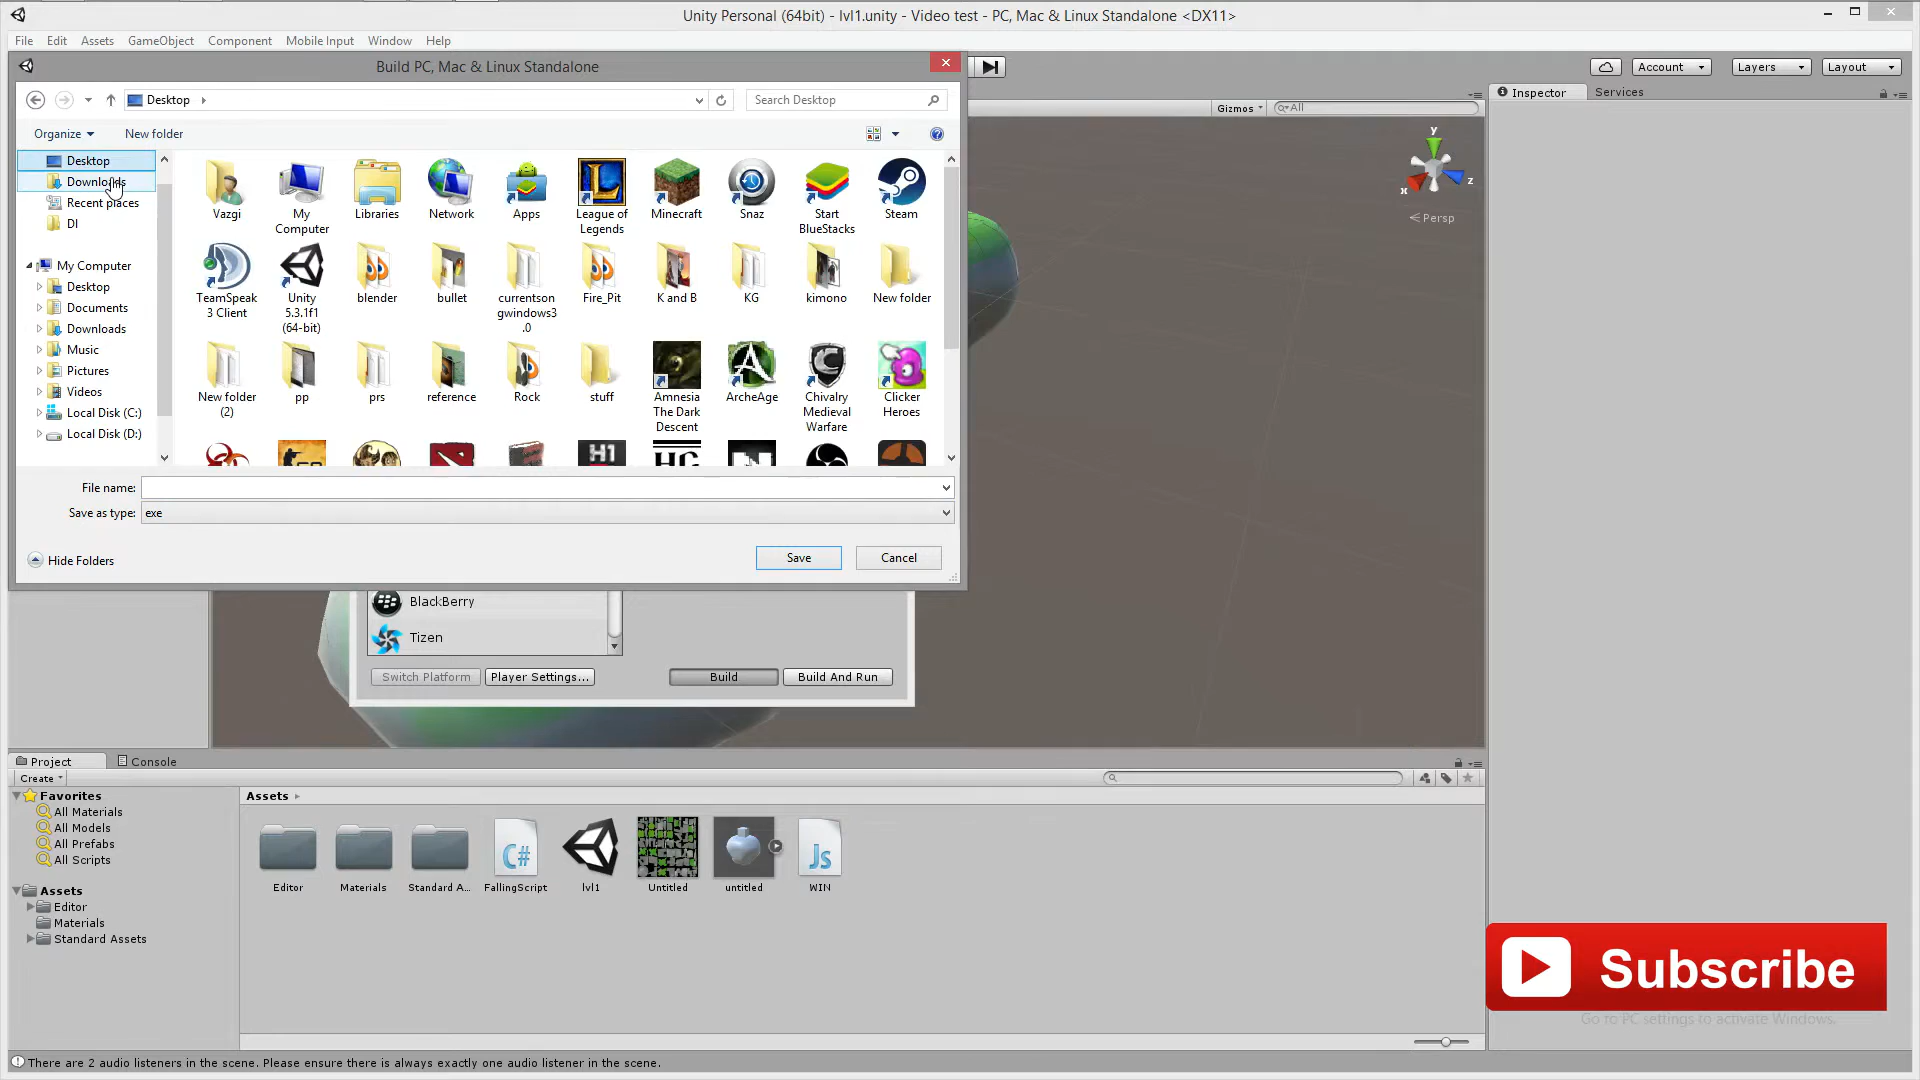 Unity Personal (64bit) - lvl1.unity - Video test - PC, Mac & Linux Standalone <DX11>
File Edit Assets GameObject Component Mobile Input Window Help
Build PC, Mac & Linux Standalone
Account Layers Layout
Desktop
Search Desktop
Gizmos All
Inspector Services
Organize New folder
Desktop
Downloads
Recent places
DI
My Computer
Desktop
Documents
Downloads
Music
Pictures
Videos
Local Disk (C:)
Local Disk (D:)
Vazgi
My Computer
Libraries
Network
Apps
League of Legends
Minecraft
Snaz
Start BlueStacks
Steam
TeamSpeak 3 Client
Unity 5.3.1f1 (64-bit)
blender
bullet
currentsongwindows3.0
Fire_Pit
K and B
KG
kimono
New folder
New folder (2)
pp
prs
reference
Rock
stuff
Amnesia The Dark Descent
ArcheAge
Chivalry Medieval Warfare
Clicker Heroes
H1
y
x
z
Persp
File name:
Save as type: exe
Hide Folders
Save Cancel
BlackBerry
Tizen
Switch Platform Player Settings... Build Build And Run
Project Console
Create
Favorites
All Materials
All Models
All Prefabs
All Scripts
Assets
Editor
Materials
Standard Assets
Assets
C#
Js
Editor Materials Standard A... FallingScript lvl1 Untitled untitled WIN
Subscribe
Go to PC settings to activate Windows.
There are 2 audio listeners in the scene. Please ensure there is always exactly one audio listener in the scene.